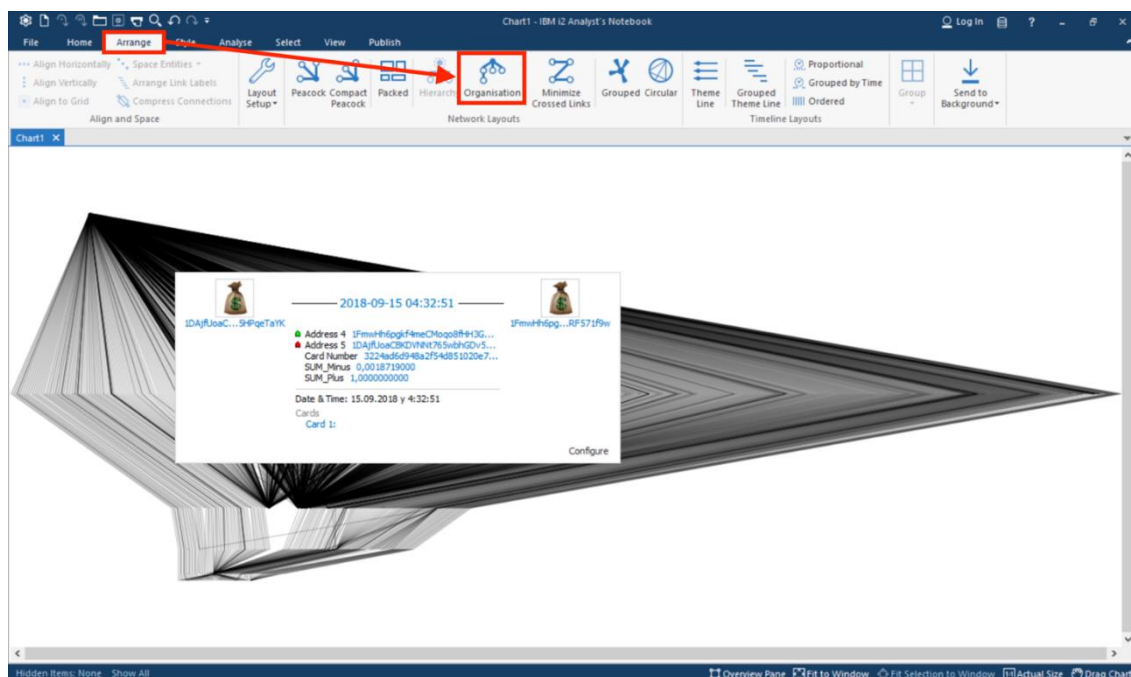 Chart1 - IBM i2 Analyst's Notebook
Log In
?
File Home Arrange Style Analyse Select View Publish
Align Horizontally
Align Vertically
Align to Grid
Space Entities
Arrange Link Labels
Compress Connections
Align and Space
Layout Setup
Peacock
Compact Peacock
Packed
Hierarchy
Organisation
Minimize Crossed Links
Grouped
Circular
Network Layouts
Theme Line
Grouped Theme Line
Proportional
Grouped by Time
Ordered
Timeline Layouts
Group
Send to Background
Chart1
2018-09-15 04:32:51
1DAjfUoaC...5HPqeTaYK
1FmwHh6pg...RF571f9w
Address 4 1FmwHh6pgkf4meCMoqo8fHH3G...
Address 5 1DAjfUoaCBKDVNNt765wbhGDv5...
Card Number 3224ad6d948a2f54d851020e7...
SUM_Minus 0,0018719000
SUM_Plus 1,0000000000
Date & Time: 15.09.2018 y 4:32:51
Cards
Card 1:
Configure
Hidden Items: None Show All
Overview Pane Fit to Window Fit Selection to Window Actual Size Drag Chart